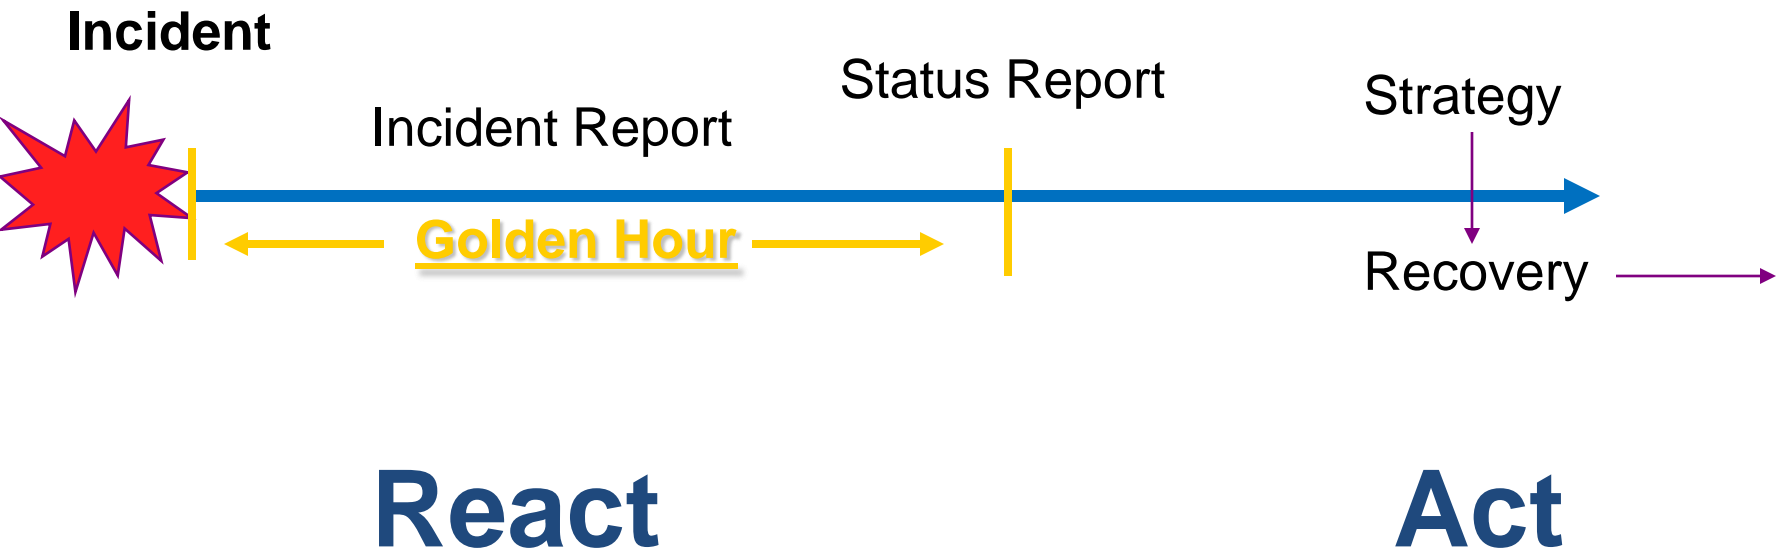 Incident
Incident Report
Status Report
Strategy
Golden Hour
Recovery
React
Act